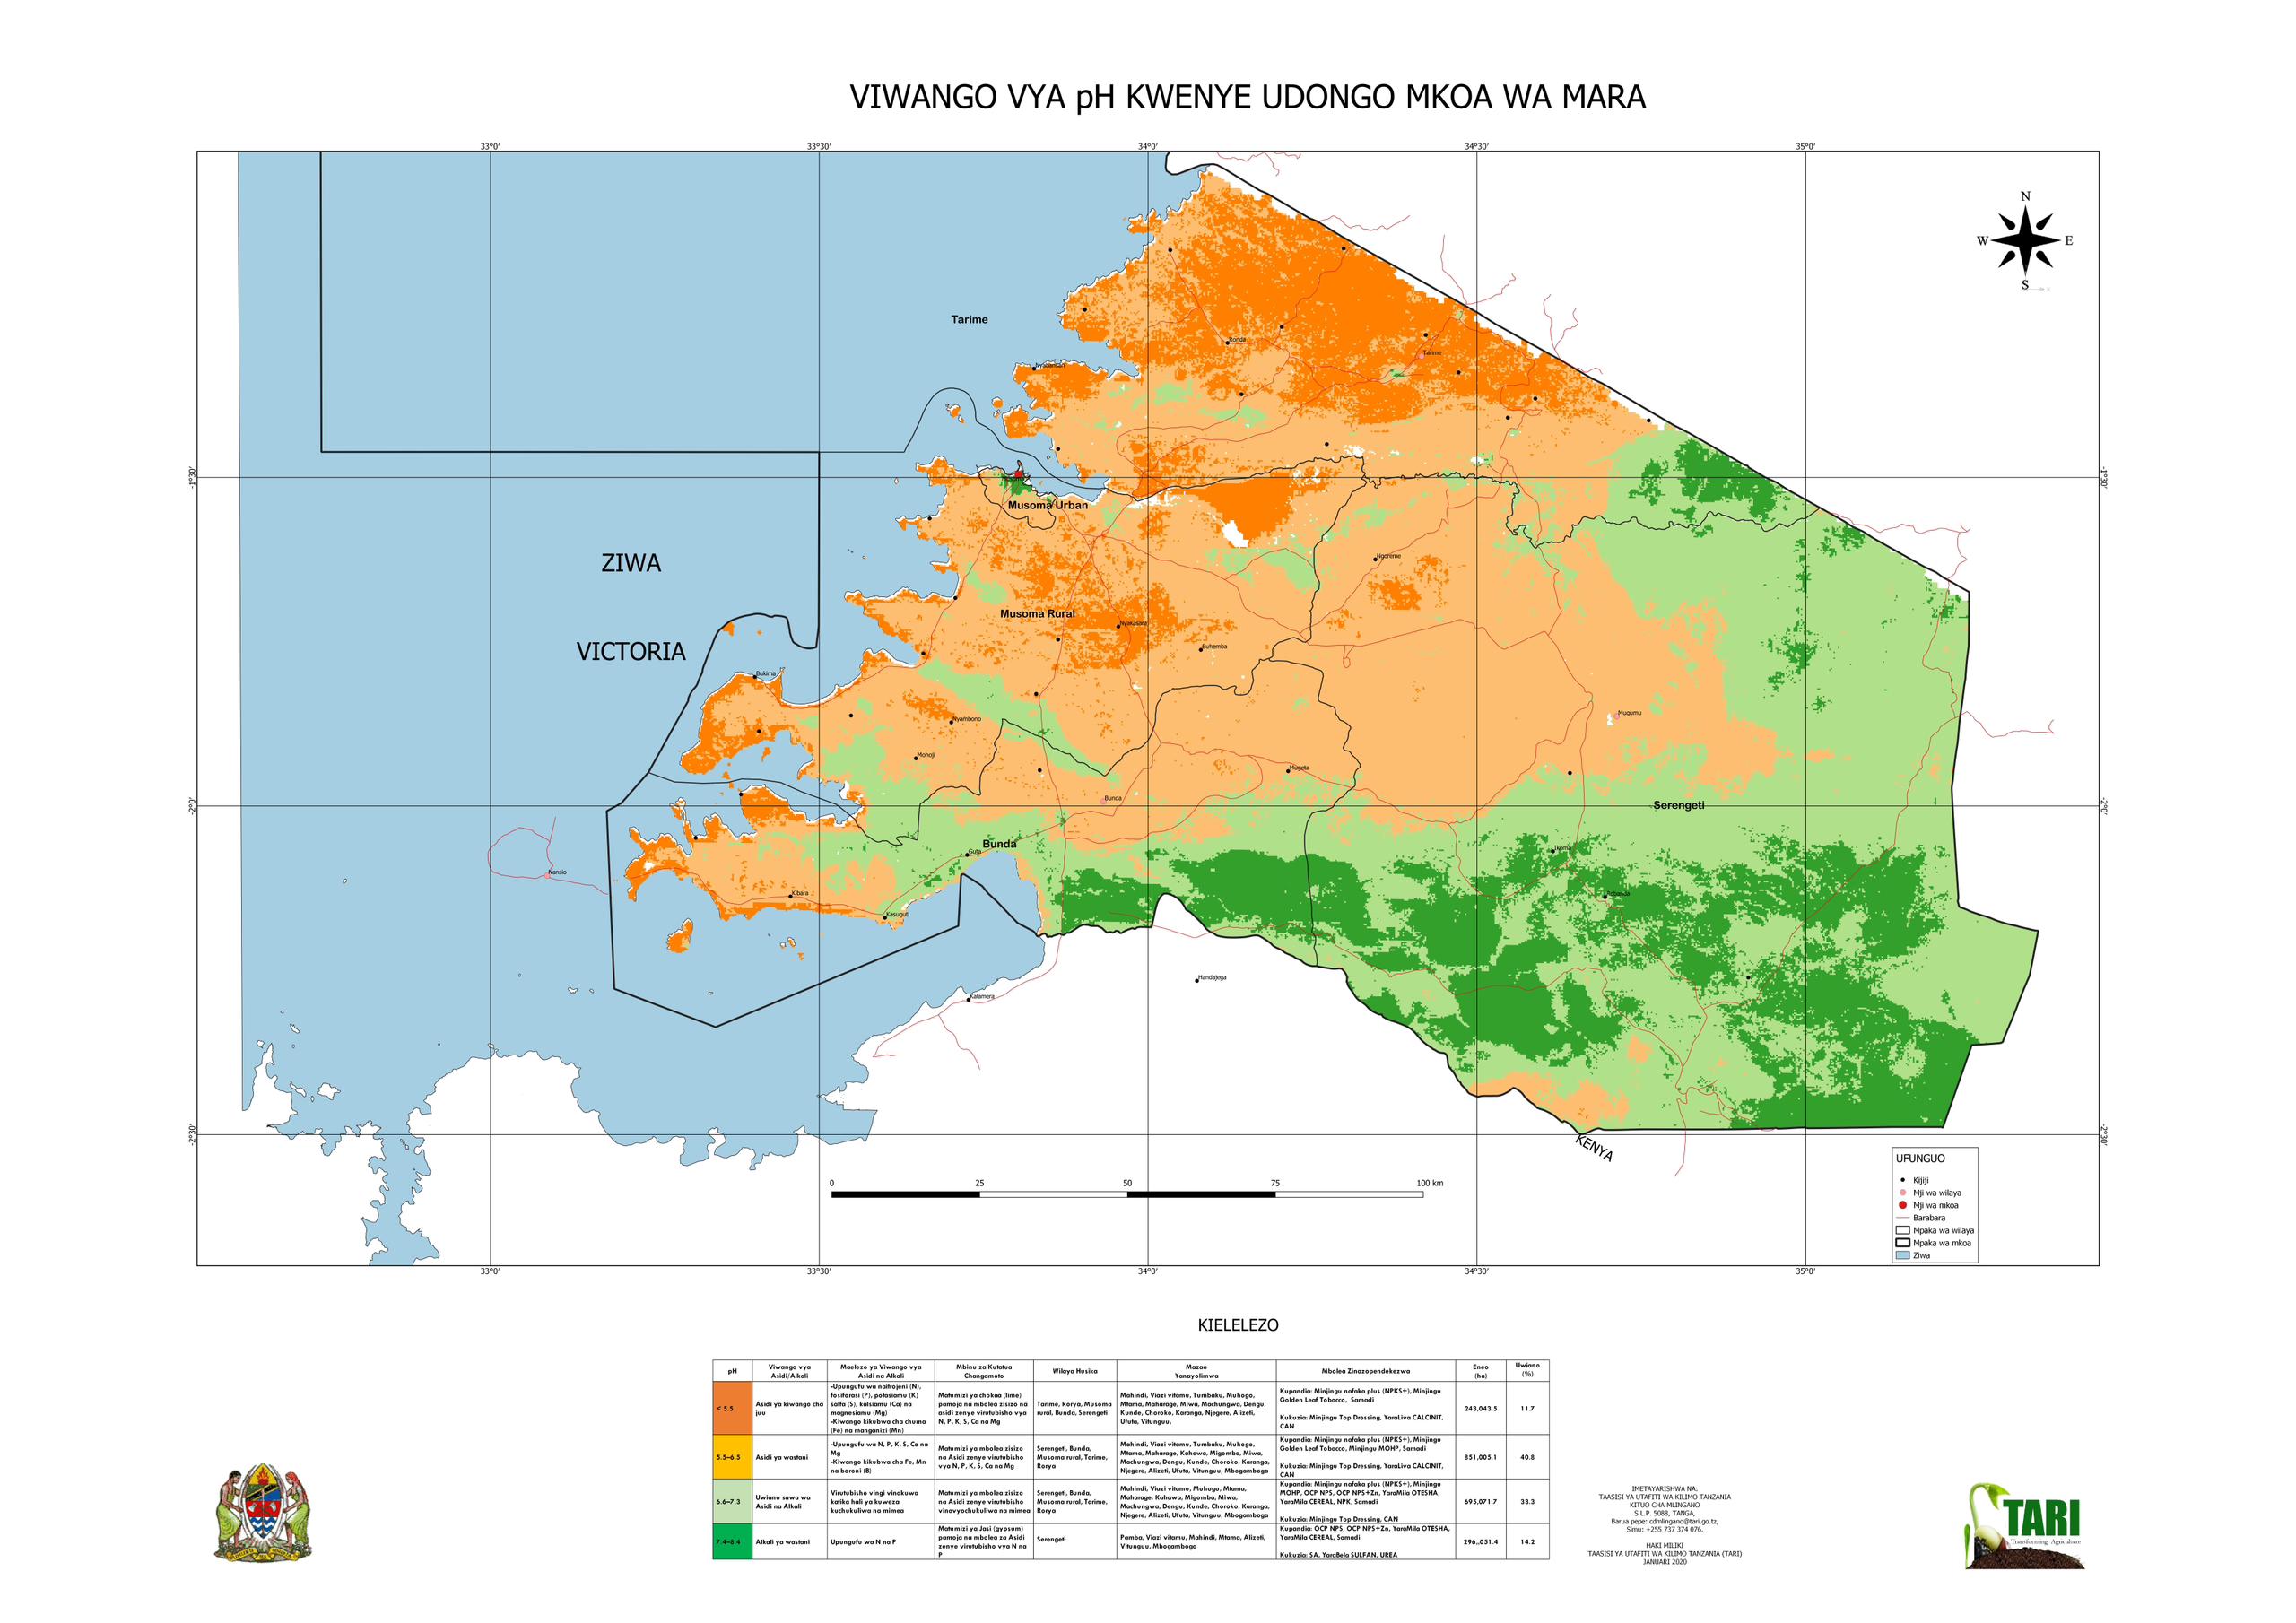 VIWANGO VYA pH KWENYE UDONGO MKOA WA MARA
33°0'
33°30'
34°0'
34°30'
35°0'
N
W
E
S
Tarime
Ronda
Tarime
-1°30'
-1°30'
Musoma Urban
ZIWA
Ngoreme
Musoma Rural
Nyakusara
VICTORIA
Buhemba
Bukima
Mugumu
Nyambono
Mohoji
Mugeta
Bunda
Serengeti
-2°0'
-2°0'
Bunda
Guta
Ikoma
Nansio
Kibara
Kasuguti
Handajega
Kalamera
-2°30'
-2°30'
KENYA
UFUNGUO
Kijiji
Mji wa wilaya
Mji wa mkoa
Barabara
Mpaka wa wilaya
Mpaka wa mkoa
Ziwa
0
25
50
75
100 km
33°0'
33°30'
34°0'
34°30'
35°0'
KIELELEZO
pH
Viwango vya
Asidi/Alkali
Maelezo ya Viwango vya
Asidi na Alkali
Mbinu za Kutatua
Changamoto
Wilaya Husika
Mazao
Yanayolimwa
Mbolea Zinazopendekezwa
Eneo
(ha)
Uwiano
(%)
< 5.5
Asidi ya kiwango cha
juu
-Upungufu wa naitrojeni (N),
fosiforasi (P), potasiamu (K)
salfa (S), kalsiamu (Ca) na
magnesiamu (Mg)
-Kiwango kikubwa cha chuma
(Fe) na manganizi (Mn)
Matumizi ya chokaa (lime)
pamoja na mbolea zisizo na
asidi zenye virutubisho vya
N, P, K, S, Ca na Mg
Tarime, Rorya, Musoma
rural, Bunda, Serengeti
Mahindi, Viazi vitamu, Tumbaku, Muhogo,
Mtama, Maharage, Miwa, Machungwa, Dengu,
Kunde, Choroko, Karanga, Njegere, Alizeti,
Ufuta, Vitunguu,
Kupandia: Minjingu nafaka plus (NPKS+), Minjingu
Golden Leaf Tobacco, Samadi
Kukuzia: Minjingu Top Dressing, YaraLiva CALCINIT,
CAN
243,043.5
11.7
5.5–6.5
Asidi ya wastani
-Upungufu wa N, P, K, S, Ca na
Mg
-Kiwango kikubwa cha Fe, Mn
na boroni (B)
Matumizi ya mbolea zisizo
na Asidi zenye virutubisho
vya N, P, K, S, Ca na Mg
Serengeti, Bunda,
Musoma rural, Tarime,
Rorya
Mahindi, Viazi vitamu, Tumbaku, Muhogo,
Mtama, Maharage, Kahawa, Migomba, Miwa,
Machungwa, Dengu, Kunde, Choroko, Karanga,
Njegere, Alizeti, Ufuta, Vitunguu, Mbogamboga
Kupandia: Minjingu nafaka plus (NPKS+), Minjingu
Golden Leaf Tobacco, Minjingu MOHP, Samadi
Kukuzia: Minjingu Top Dressing, YaraLiva CALCINIT,
CAN
851,005.1
40.8
6.6–7.3
Uwiano sawa wa
Asidi na Alkali
Virutubisho vingi vinakuwa
katika hali ya kuweza
kuchukuliwa na mimea
Matumizi ya mbolea zisizo
na Asidi zenye virutubisho
vinavyochukuliwa na mimea
Serengeti, Bunda,
Musoma rural, Tarime,
Rorya
Mahindi, Viazi vitamu, Muhogo, Mtama,
Maharage, Kahawa, Migomba, Miwa,
Machungwa, Dengu, Kunde, Choroko, Karanga,
Njegere, Alizeti, Ufuta, Vitunguu, Mbogamboga
Kupandia: Minjingu nafaka plus (NPKS+), Minjingu
MOHP, OCP NPS, OCP NPS+Zn, YaraMila OTESHA,
YaraMila CEREAL, NPK, Samadi
Kukuzia: Minjingu Top Dressing, CAN
695,071.7
33.3
7.4–8.4
Alkali ya wastani
Upungufu wa N na P
Matumizi ya Jasi (gypsum)
pamoja na mbolea za Asidi
zenye virutubisho vya N na
P
Serengeti
Pamba, Viazi vitamu, Mahindi, Mtama, Alizeti,
Vitunguu, Mbogamboga
Kupandia: OCP NPS, OCP NPS+Zn, YaraMila OTESHA,
YaraMila CEREAL, Samadi
Kukuzia: SA, YaraBela SULFAN, UREA
296,,051.4
14.2
IMETAYARISHWA NA:
TAASISI YA UTAFITI WA KILIMO TANZANIA
KITUO CHA MLINGANO
S.L.P. 5088, TANGA,
Barua pepe: cdmlingano@tari.go.tz,
Simu: +255 737 374 076.
HAKI MILIKI
TAASISI YA UTAFITI WA KILIMO TANZANIA (TARI)
JANUARI 2020
TARI
Transforming Agriculture